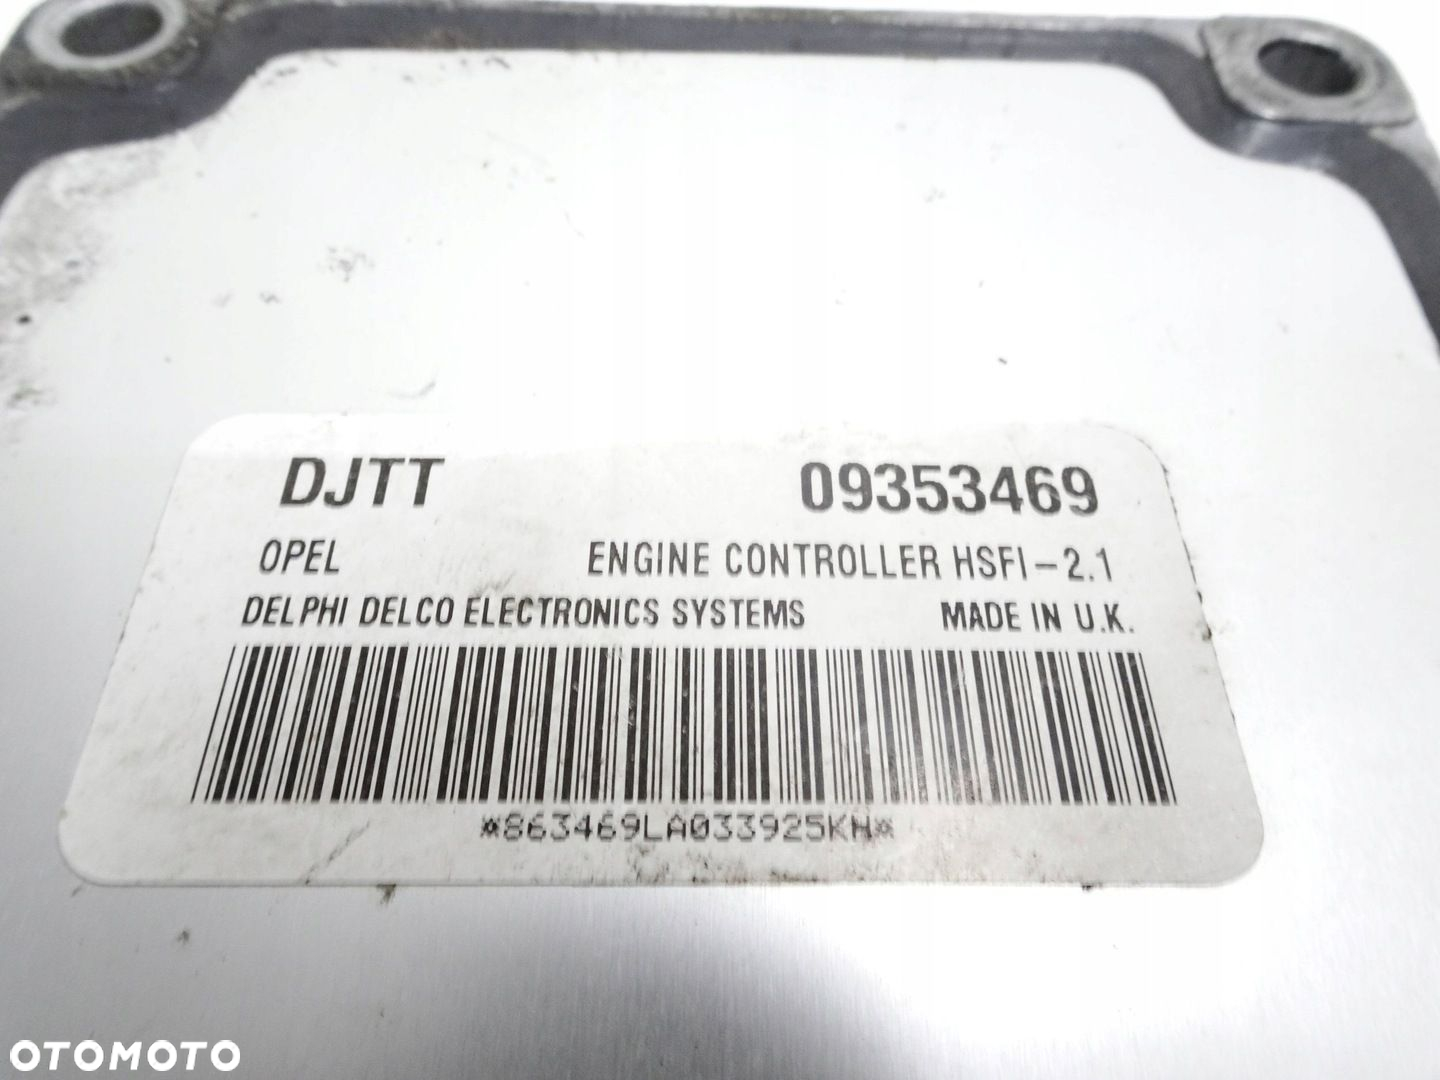 DJTT 09353469
OPEL ENGINE CONTROLLER HSFI-2.1
DELPHI DELCO ELECTRONICS SYSTEMS MADE IN U.K.
*863469LA033925KH*
OTOMOTO